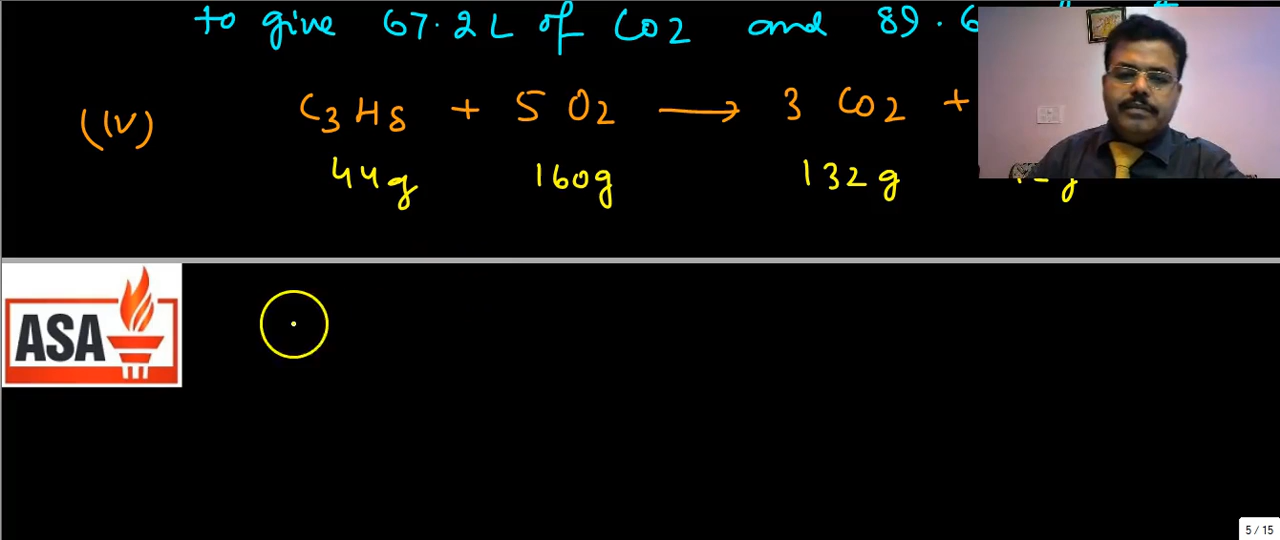 to give 67.2L of CO2 and 89.6
(IV) C3H8 + 5 O2 → 3 CO2 +
44g 160g 132g
ASA
5 / 15